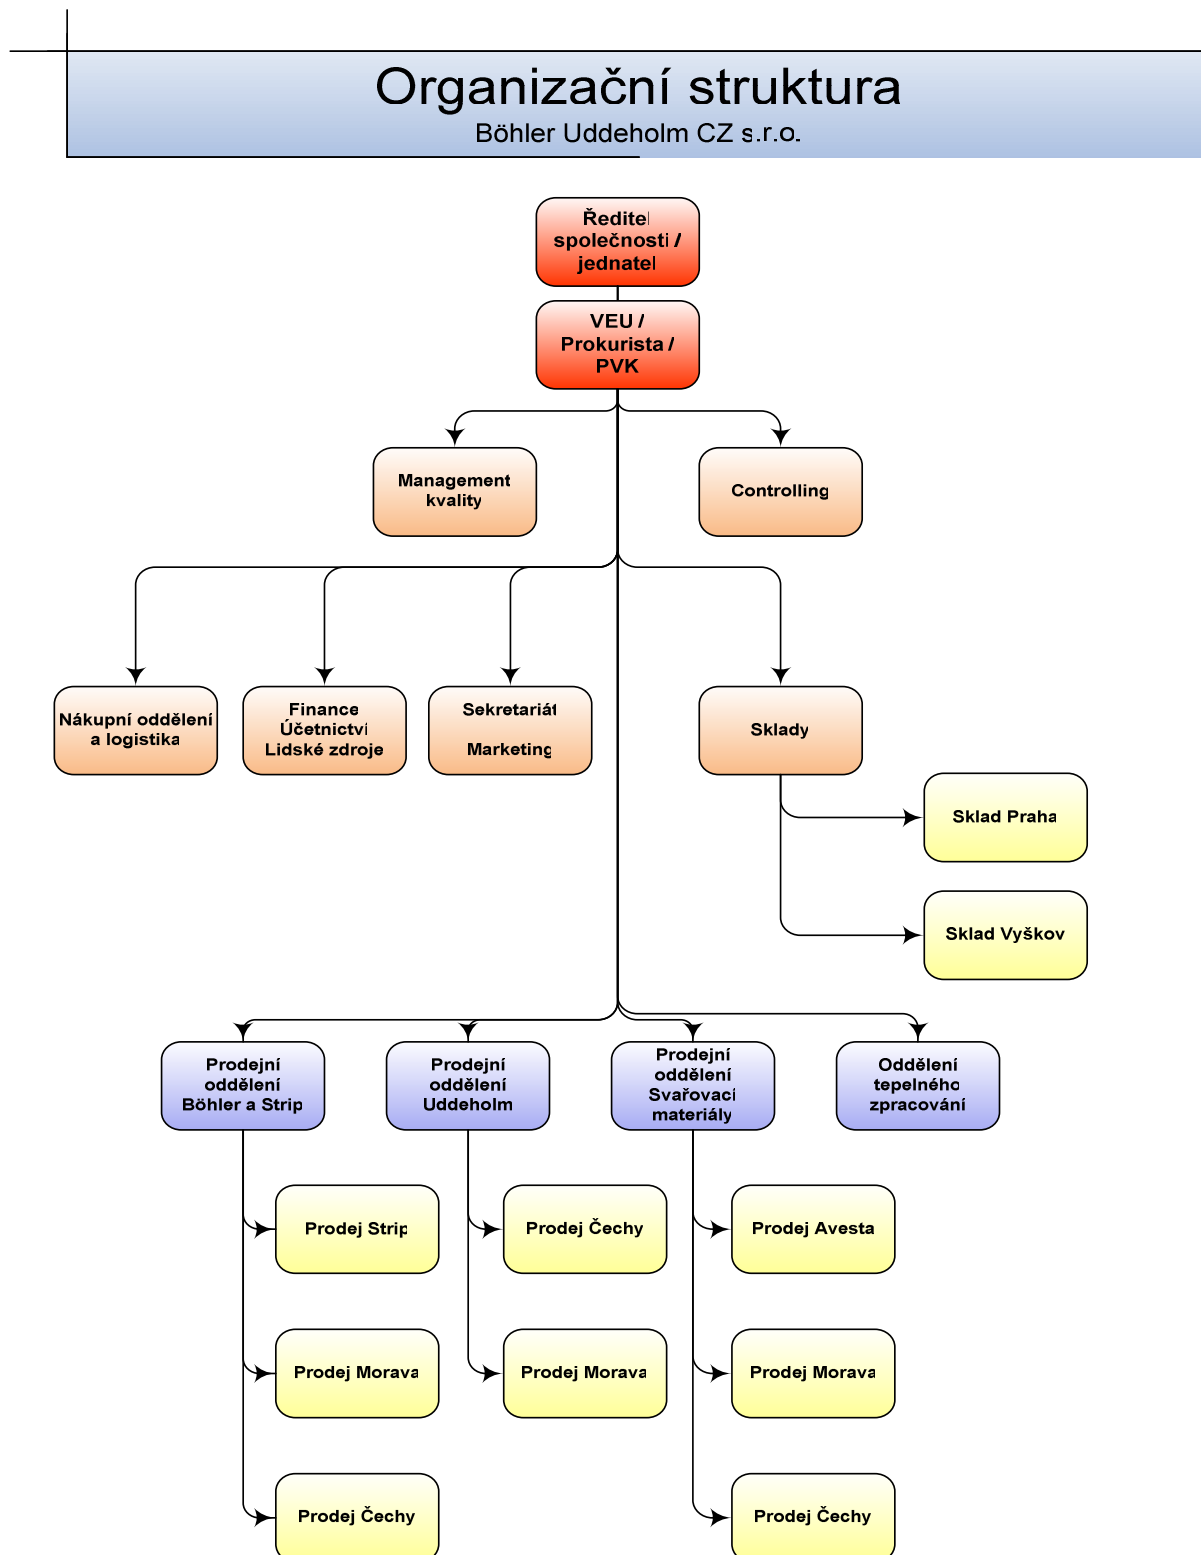 Organizační struktura
Böhler Uddeholm CZ s.r.o.
Ředitel
společnosti /
jednatel
VEU /
Prokurista /
PVK
Management
kvality
Controlling
Nákupní oddělení
a logistika
Finance
Účetnictví
Lidské zdroje
Sekretariát
Marketing
Sklady
Sklad Praha
Sklad Vyškov
Prodejní
oddělení
Böhler a Strip
Prodejní
oddělení
Uddeholm
Prodejní
oddělení
Svařovací
materiály
Oddělení
tepelného
zpracování
Prodej Strip
Prodej Čechy
Prodej Avesta
Prodej Morava
Prodej Morava
Prodej Morava
Prodej Čechy
Prodej Čechy